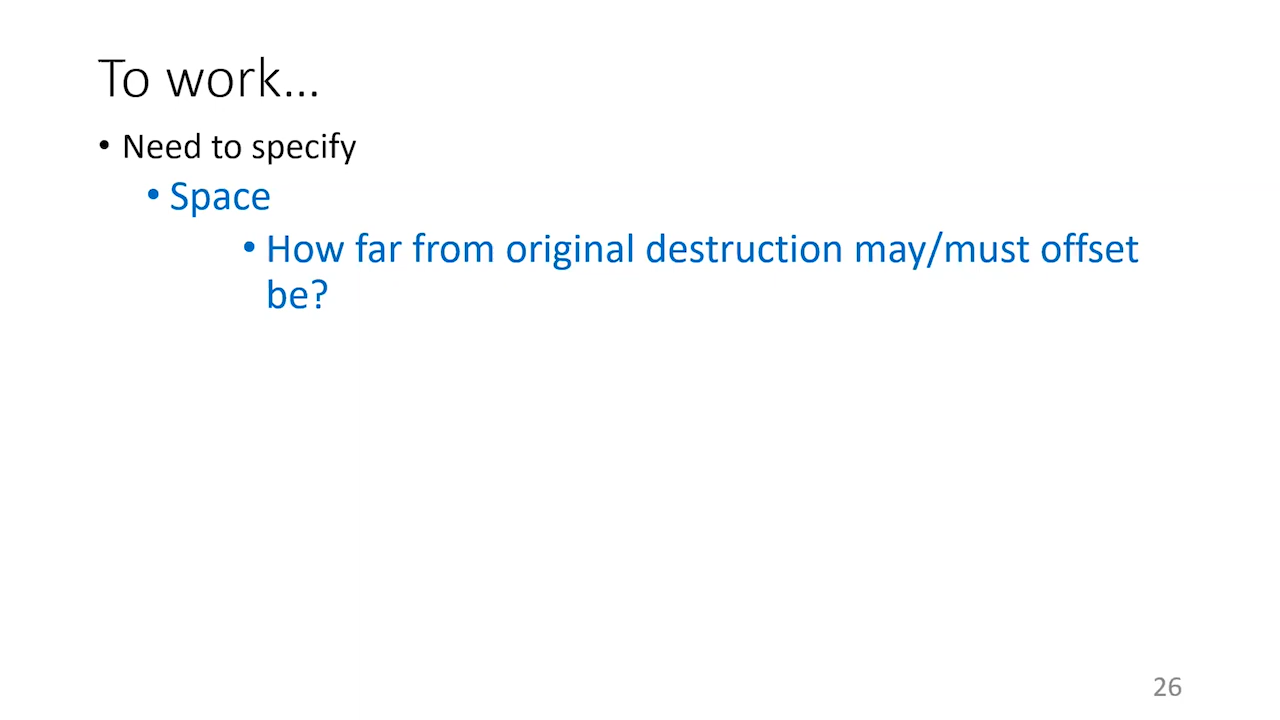 To work...
• Need to specify
• Space
• How far from original destruction may/must offset
be?
26